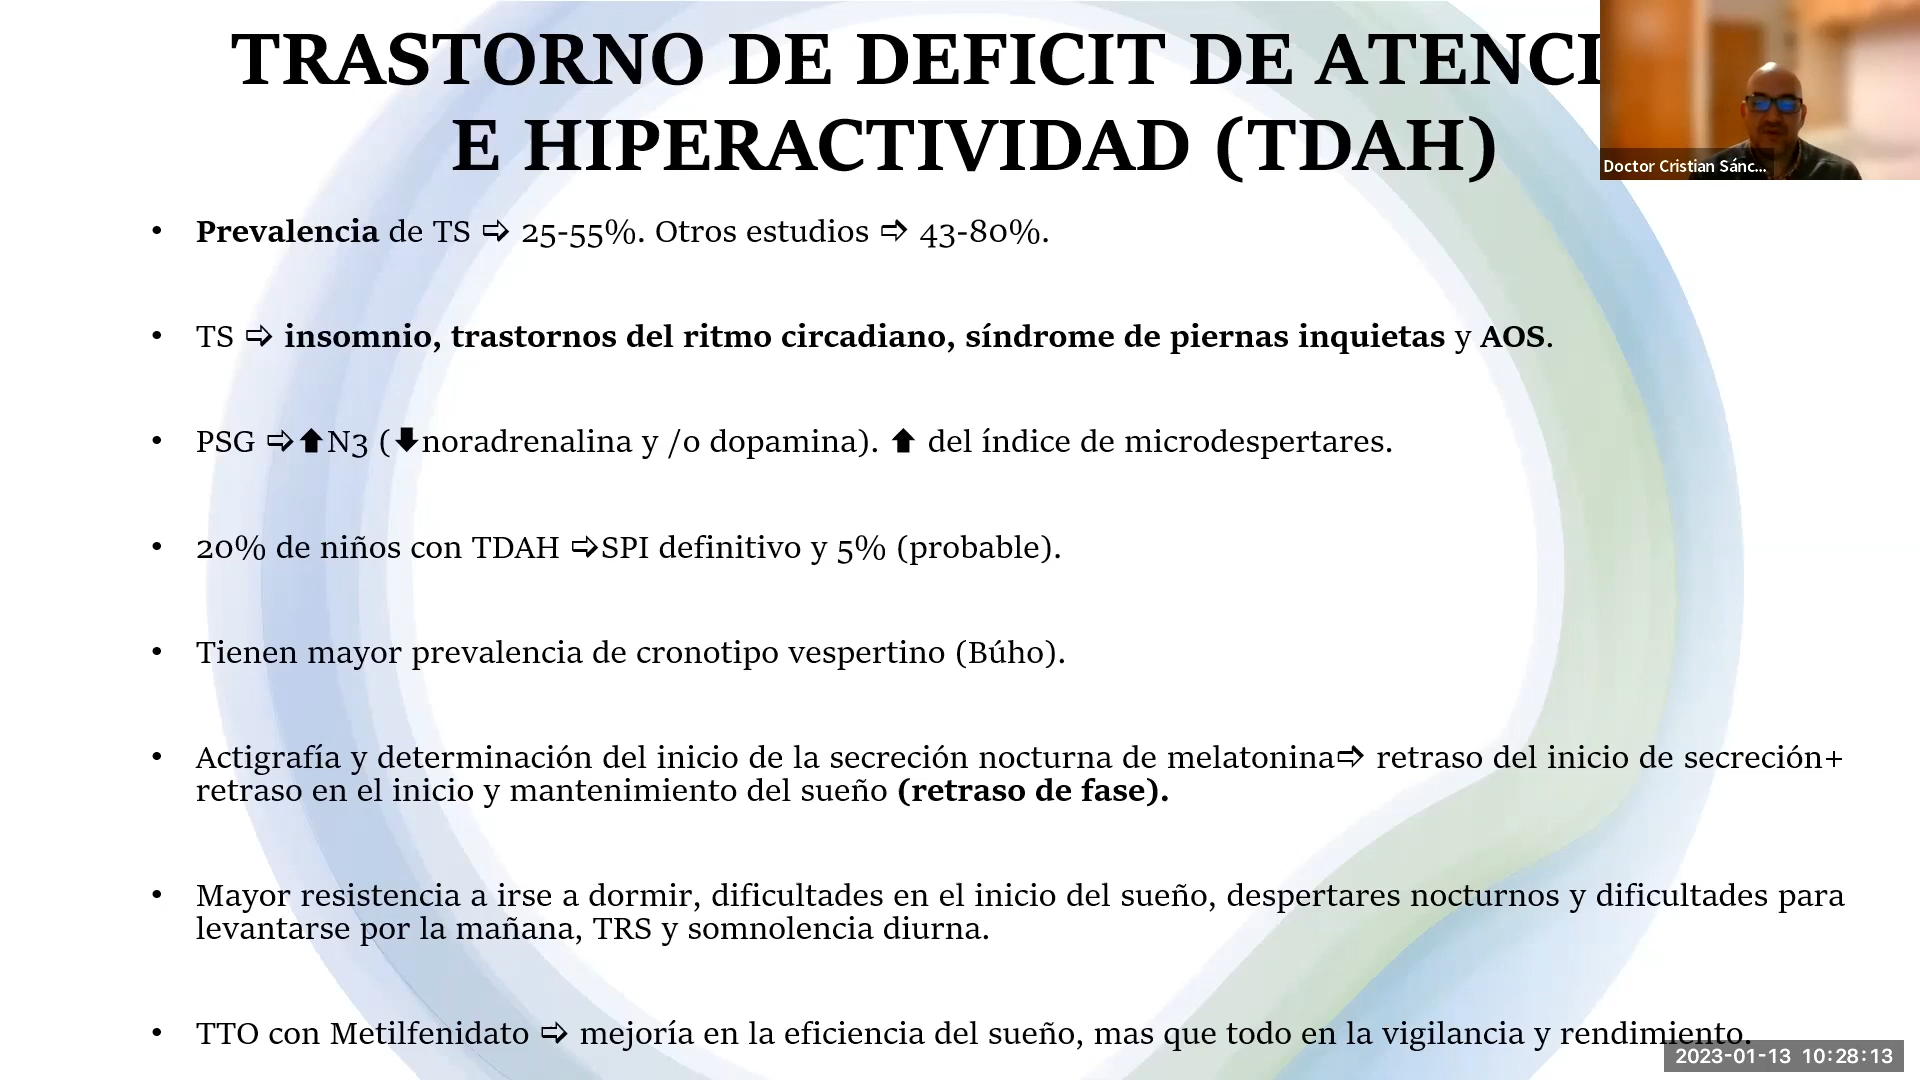 TRASTORNO DE DEFICIT DE ATENCI
E HIPERACTIVIDAD (TDAH)
Doctor Cristian Sánc...
• Prevalencia de TS ⇨ 25-55%. Otros estudios ⇨ 43-80%.
• TS ⇨ insomnio, trastornos del ritmo circadiano, síndrome de piernas inquietas y AOS.
• PSG ⇨⬆N3 (⬇noradrenalina y /o dopamina). ⬆ del índice de microdespertares.
• 20% de niños con TDAH ⇨SPI definitivo y 5% (probable).
• Tienen mayor prevalencia de cronotipo vespertino (Búho).
• Actigrafía y determinación del inicio de la secreción nocturna de melatonina⇨ retraso del inicio de secreción+
retraso en el inicio y mantenimiento del sueño (retraso de fase).
• Mayor resistencia a irse a dormir, dificultades en el inicio del sueño, despertares nocturnos y dificultades para
levantarse por la mañana, TRS y somnolencia diurna.
• TTO con Metilfenidato ⇨ mejoría en la eficiencia del sueño, mas que todo en la vigilancia y rendimiento.
2023-01-13 10:28:13